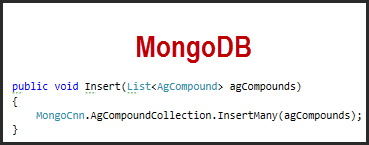 MongoDB
public void Insert(List<AgCompound> agCompounds)
{
    MongoCnn.AgCompoundCollection.InsertMany(agCompounds);
}